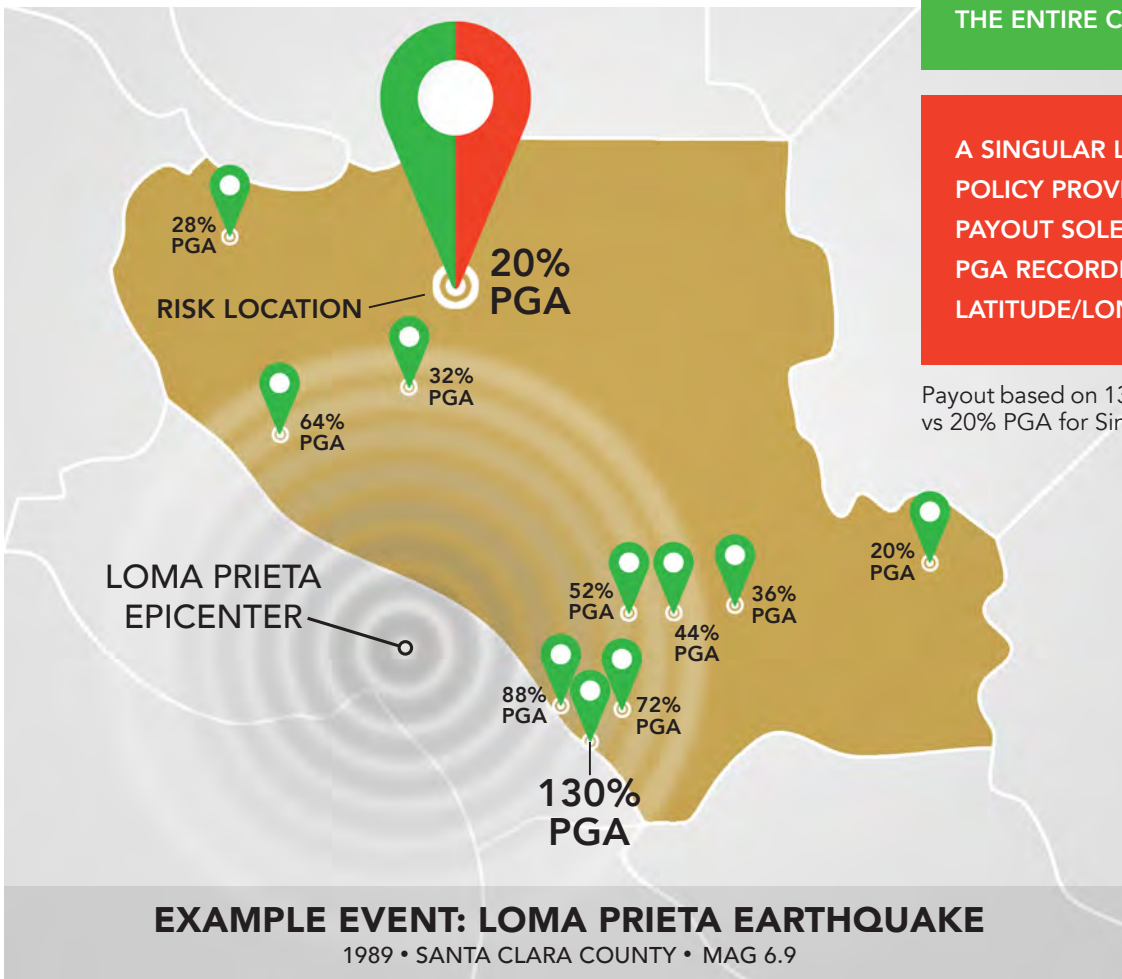 THE ENTIRE C
A SINGULAR L
POLICY PROVI
PAYOUT SOLE
PGA RECORD
LATITUDE/LON
Payout based on 13
vs 20% PGA for Sin
28%
PGA
20%
PGA
RISK LOCATION
32%
PGA
64%
PGA
20%
PGA
LOMA PRIETA
EPICENTER
52%
PGA
36%
PGA
44%
PGA
88%
PGA
72%
PGA
130%
PGA
EXAMPLE EVENT: LOMA PRIETA EARTHQUAKE
1989 • SANTA CLARA COUNTY • MAG 6.9